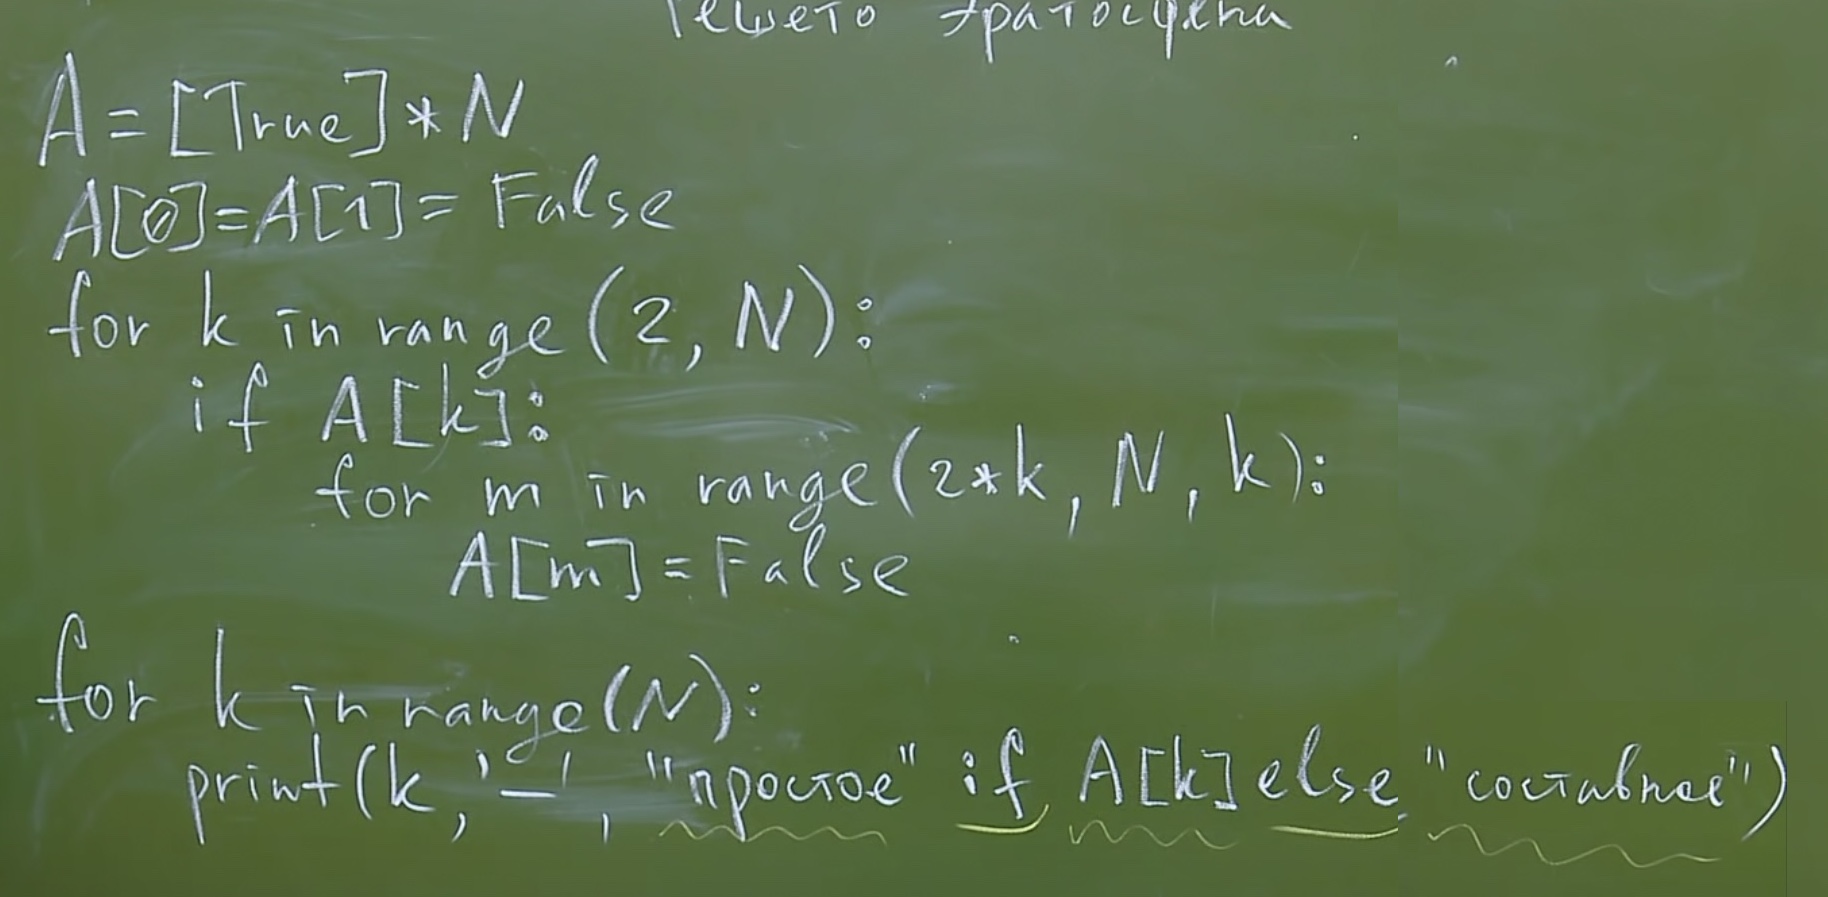 Решето Эратосфена
A = [True] * N
A[0]=A[1]= False
for k in range (2, N):
    if A[k]:
        for m in range(2*k, N, k):
            A[m] = False
for k in range(N):
    print(k, '-', "простое" if A[k] else "составное")